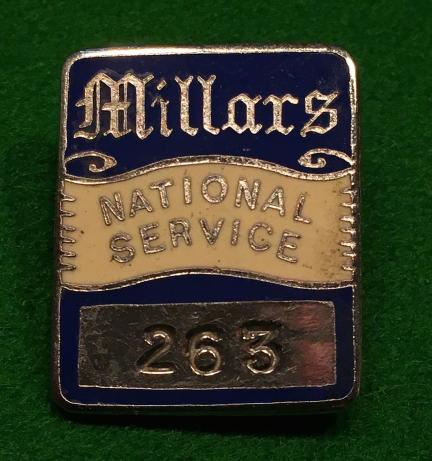 Millars
NATIONAL
SERVICE
263